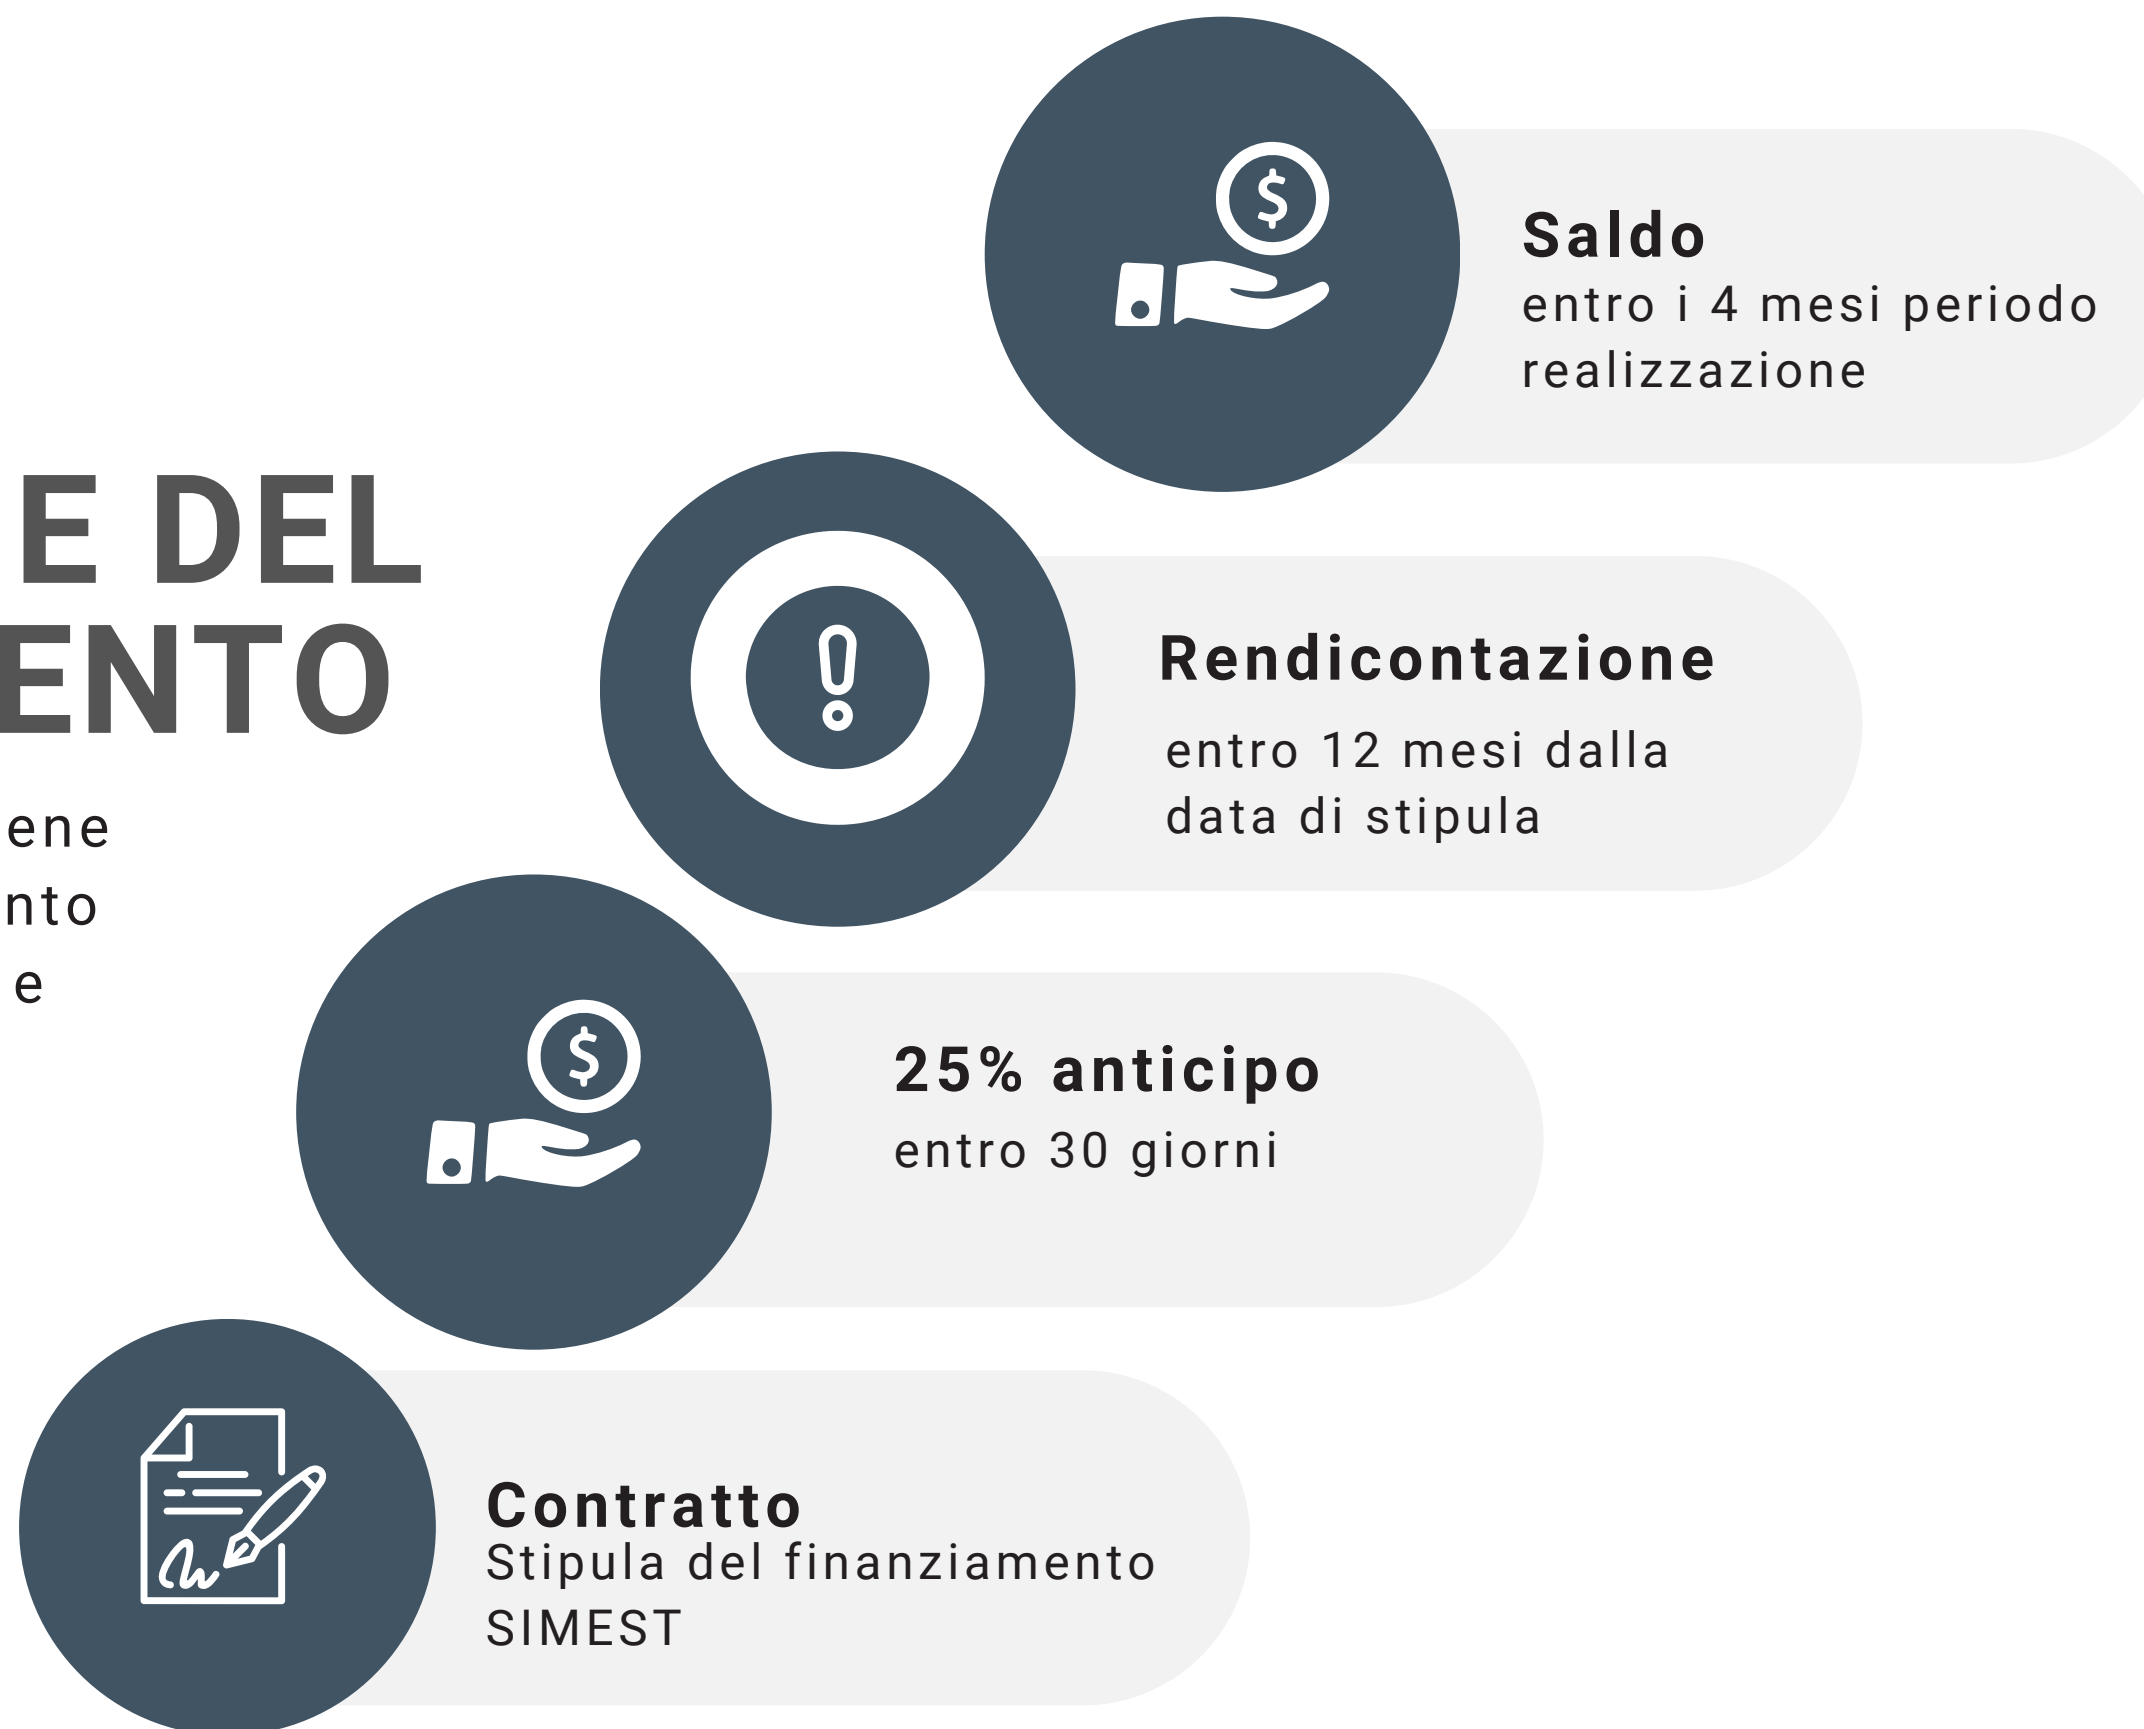 E DEL
ENTO
ene
nto
e
Saldo
entro i 4 mesi periodo
realizzazione
Rendicontazione
entro 12 mesi dalla
data di stipula
25% anticipo
entro 30 giorni
Contratto
Stipula del finanziamento
SIMEST